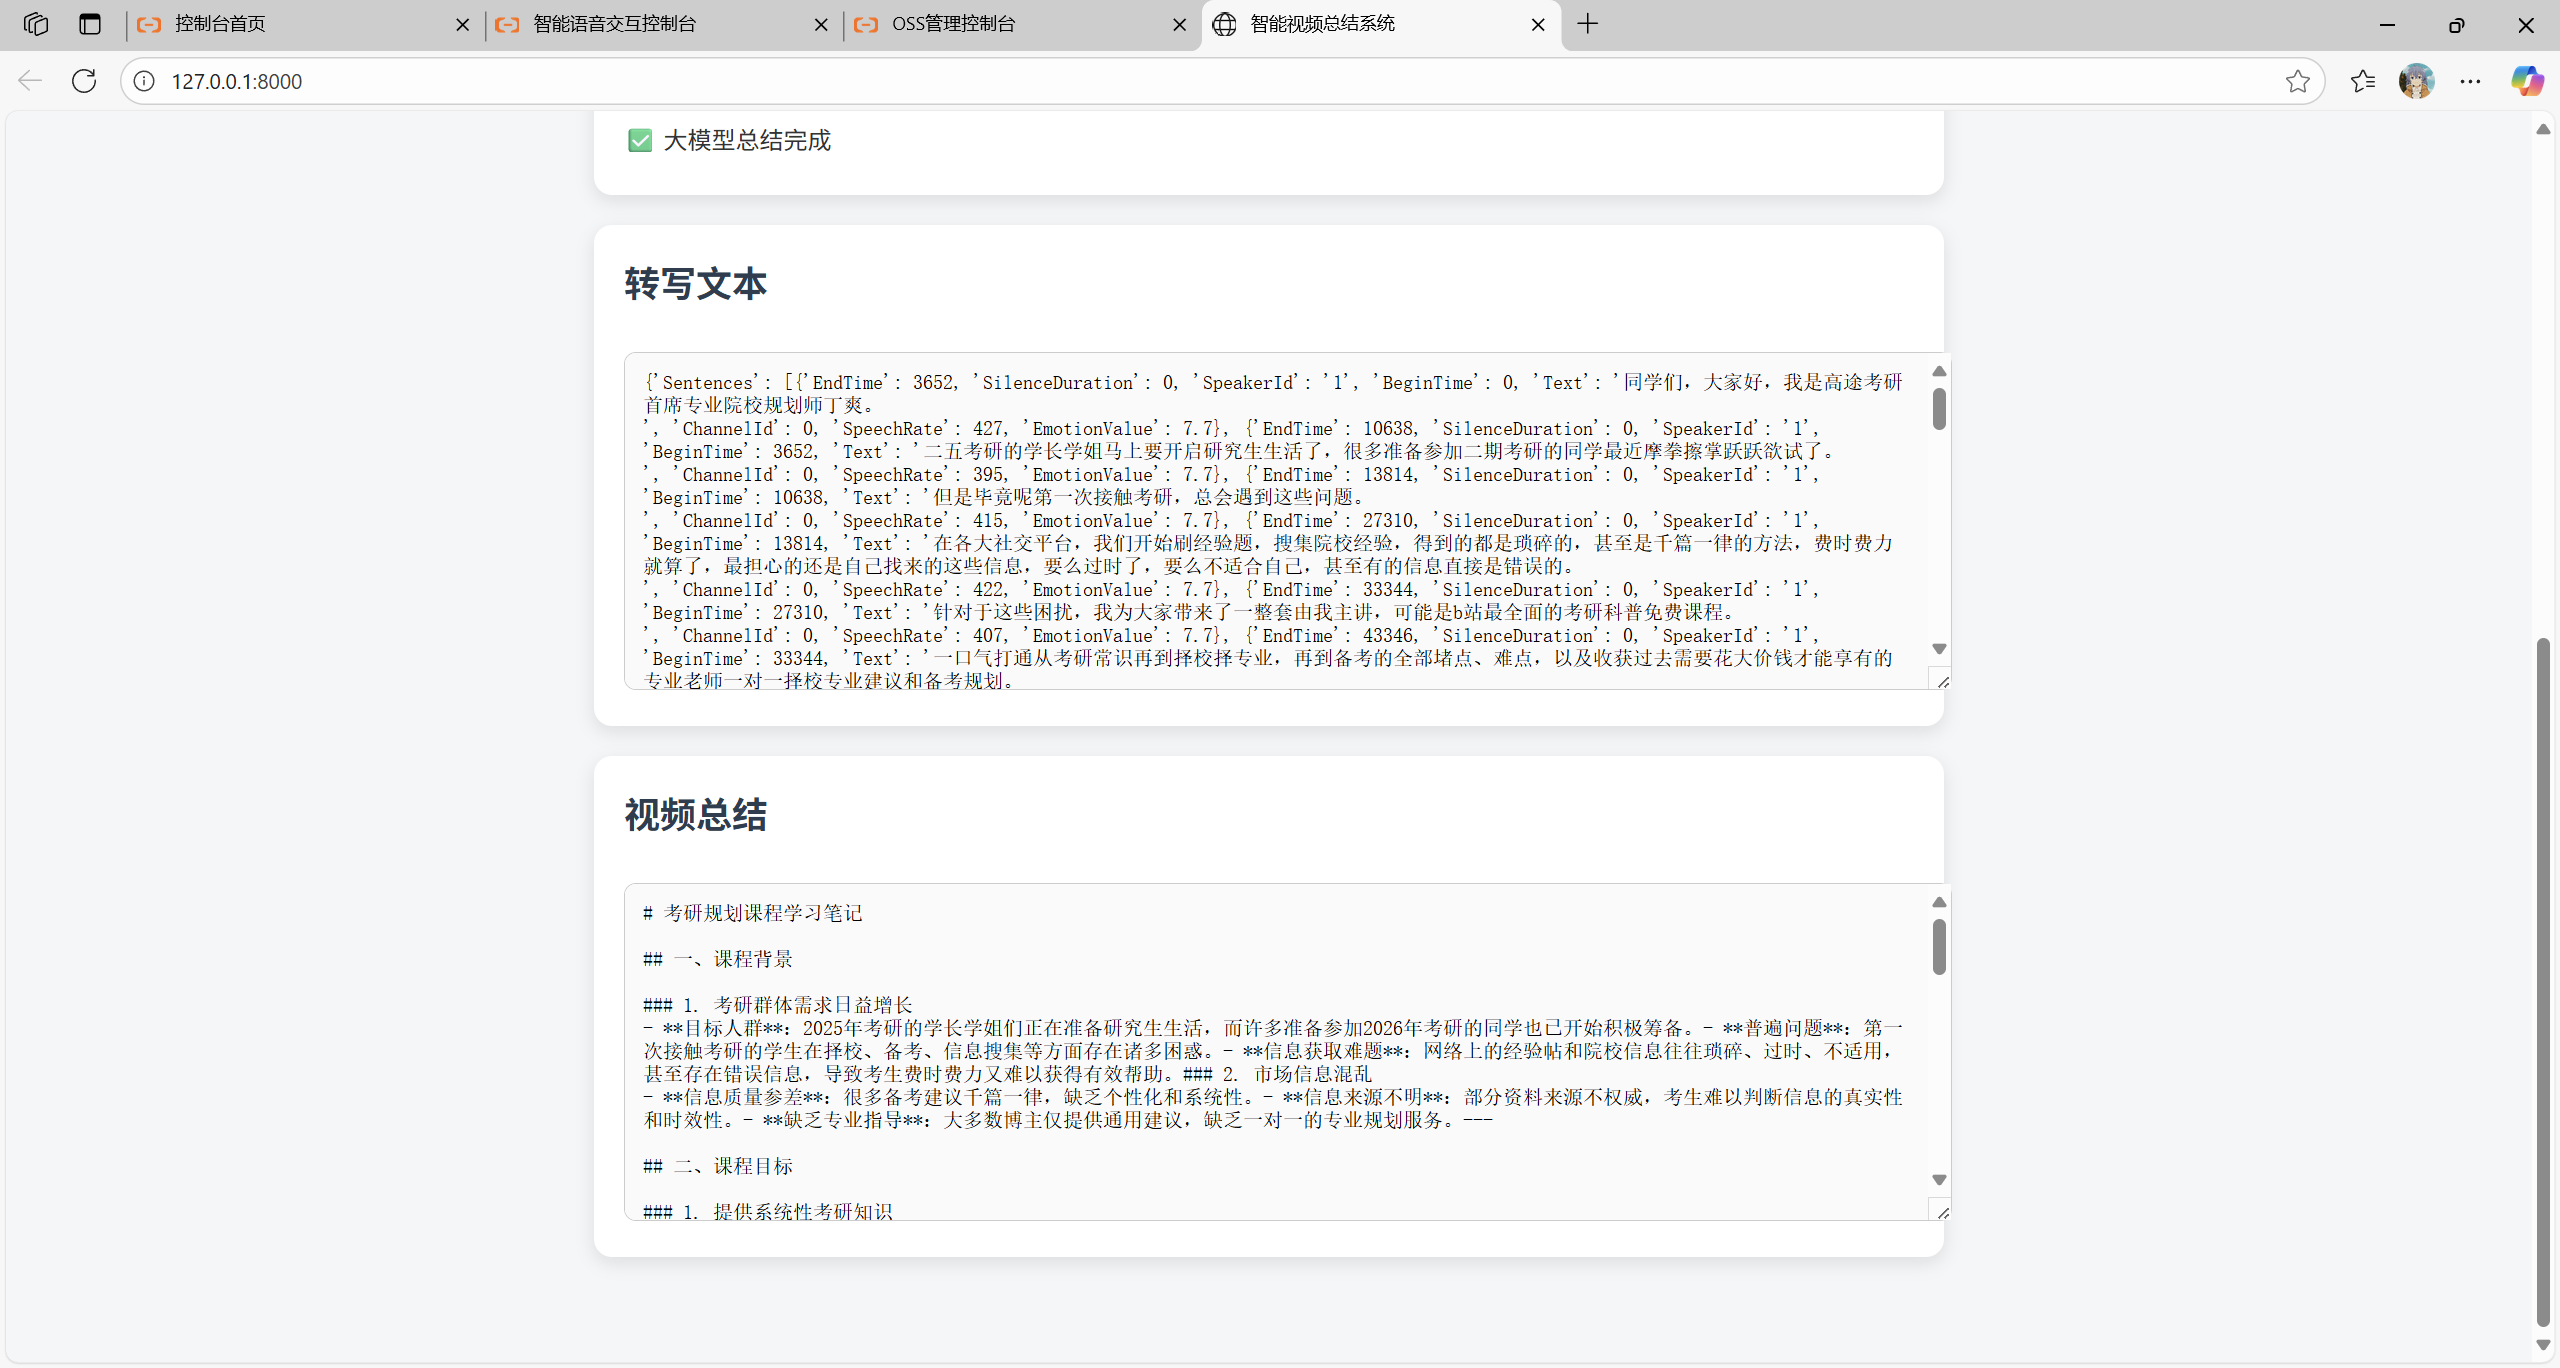 控制台首页
智能语音交互控制台
OSS管理控制台
智能视频总结系统
127.0.0.1:8000
✅ 大模型总结完成
转写文本
{'Sentences': [{'EndTime': 3652, 'SilenceDuration': 0, 'SpeakerId': '1', 'BeginTime': 0, 'Text': '同学们，大家好，我是高途考研
首席专业院校规划师丁爽。
', 'ChannelId': 0, 'SpeechRate': 427, 'EmotionValue': 7.7}, {'EndTime': 10638, 'SilenceDuration': 0, 'SpeakerId': '1',
'BeginTime': 3652, 'Text': '二五考研的学长学姐马上要开启研究生生活了，很多准备参加二期考研的同学最近摩拳擦掌跃跃欲试了。
', 'ChannelId': 0, 'SpeechRate': 395, 'EmotionValue': 7.7}, {'EndTime': 13814, 'SilenceDuration': 0, 'SpeakerId': '1',
'BeginTime': 10638, 'Text': '但是毕竟呢第一次接触考研，总会遇到这些问题。
', 'ChannelId': 0, 'SpeechRate': 415, 'EmotionValue': 7.7}, {'EndTime': 27310, 'SilenceDuration': 0, 'SpeakerId': '1',
'BeginTime': 13814, 'Text': '在各大社交平台，我们开始刷经验题，搜集院校经验，得到的都是琐碎的，甚至是千篇一律的方法，费时费力
就算了，最担心的还是自己找来的这些信息，要么过时了，要么不适合自己，甚至有的信息直接是错误的。
', 'ChannelId': 0, 'SpeechRate': 422, 'EmotionValue': 7.7}, {'EndTime': 33344, 'SilenceDuration': 0, 'SpeakerId': '1',
'BeginTime': 27310, 'Text': '针对于这些困扰，我为大家带来了一整套由我主讲，可能是b站最全面的考研科普免费课程。
', 'ChannelId': 0, 'SpeechRate': 407, 'EmotionValue': 7.7}, {'EndTime': 43346, 'SilenceDuration': 0, 'SpeakerId': '1',
'BeginTime': 33344, 'Text': '一口气打通从考研常识再到择校择专业，再到备考的全部堵点、难点，以及收获过去需要花大价钱才能享有的
专业老师一对一择校专业建议和备考规划。
视频总结
# 考研规划课程学习笔记
## 一、课程背景
### 1. 考研群体需求日益增长
- **目标人群**：2025年考研的学长学姐们正在准备研究生生活，而许多准备参加2026年考研的同学也已开始积极筹备。- **普遍问题**：第一
次接触考研的学生在择校、备考、信息搜集等方面存在诸多困惑。- **信息获取难题**：网络上的经验帖和院校信息往往琐碎、过时、不适用，
甚至存在错误信息，导致考生费时费力又难以获得有效帮助。### 2. 市场信息混乱
- **信息质量参差**：很多备考建议千篇一律，缺乏个性化和系统性。- **信息来源不明**：部分资料来源不权威，考生难以判断信息的真实性
和时效性。- **缺乏专业指导**：大多数博主仅提供通用建议，缺乏一对一的专业规划服务。---
## 二、课程目标
### 1. 提供系统性考研知识